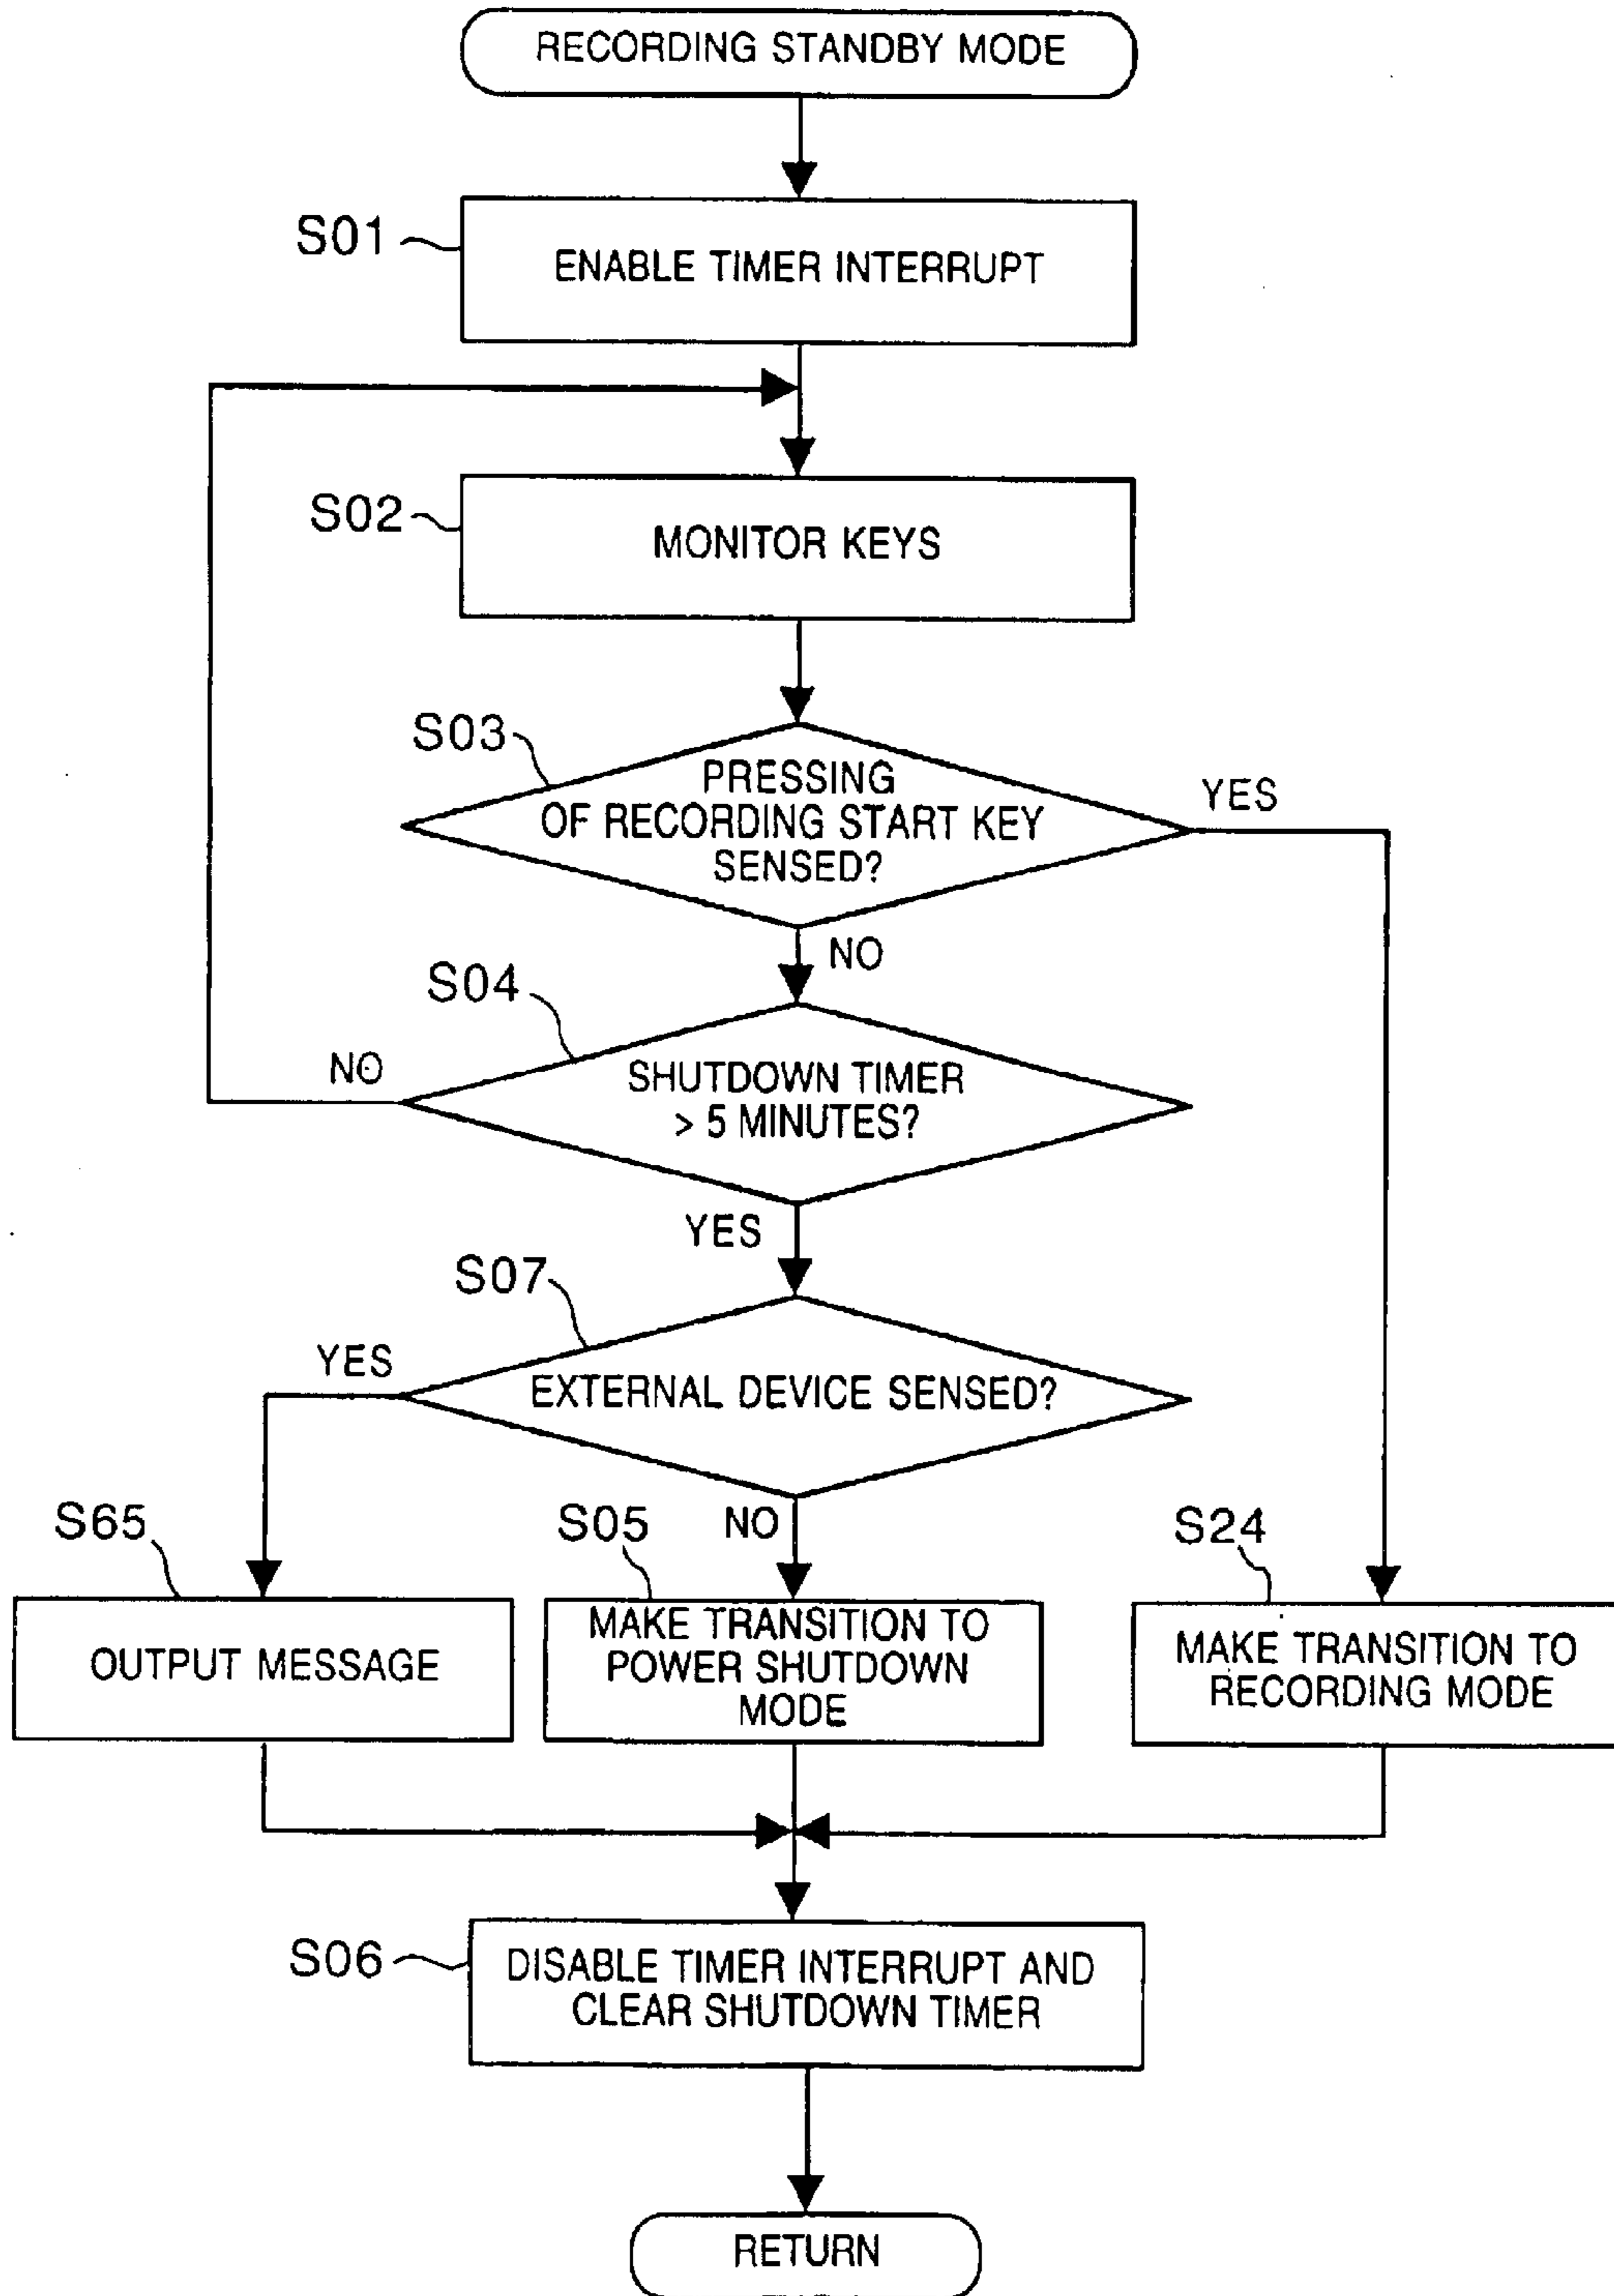 RECORDING STANDBY MODE
S01
ENABLE TIMER INTERRUPT
S02
MONITOR KEYS
S03
PRESSING
OF RECORDING START KEY
SENSED?
YES
NO
S04
NO
SHUTDOWN TIMER
> 5 MINUTES?
YES
S07
YES
EXTERNAL DEVICE SENSED?
S65
S05
NO
S24
OUTPUT MESSAGE
MAKE TRANSITION TO
POWER SHUTDOWN
MODE
MAKE TRANSITION TO
RECORDING MODE
S06
DISABLE TIMER INTERRUPT AND
CLEAR SHUTDOWN TIMER
RETURN